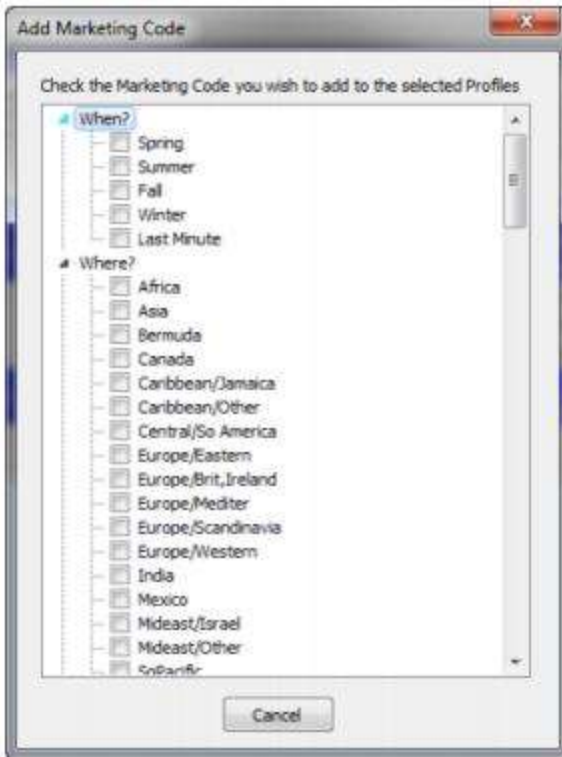 Add Marketing Code
Check the Marketing Code you wish to add to the selected Profiles
When?
Spring
Summer
Fall
Winter
Last Minute
Where?
Africa
Asia
Bermuda
Canada
Caribbean/Jamaica
Caribbean/Other
Central/So America
Europe/Eastern
Europe/Brit,Ireland
Europe/Mediter
Europe/Scandinavia
Europe/Western
India
Mexico
Mideast/Israel
Mideast/Other
SoPacific
Cancel